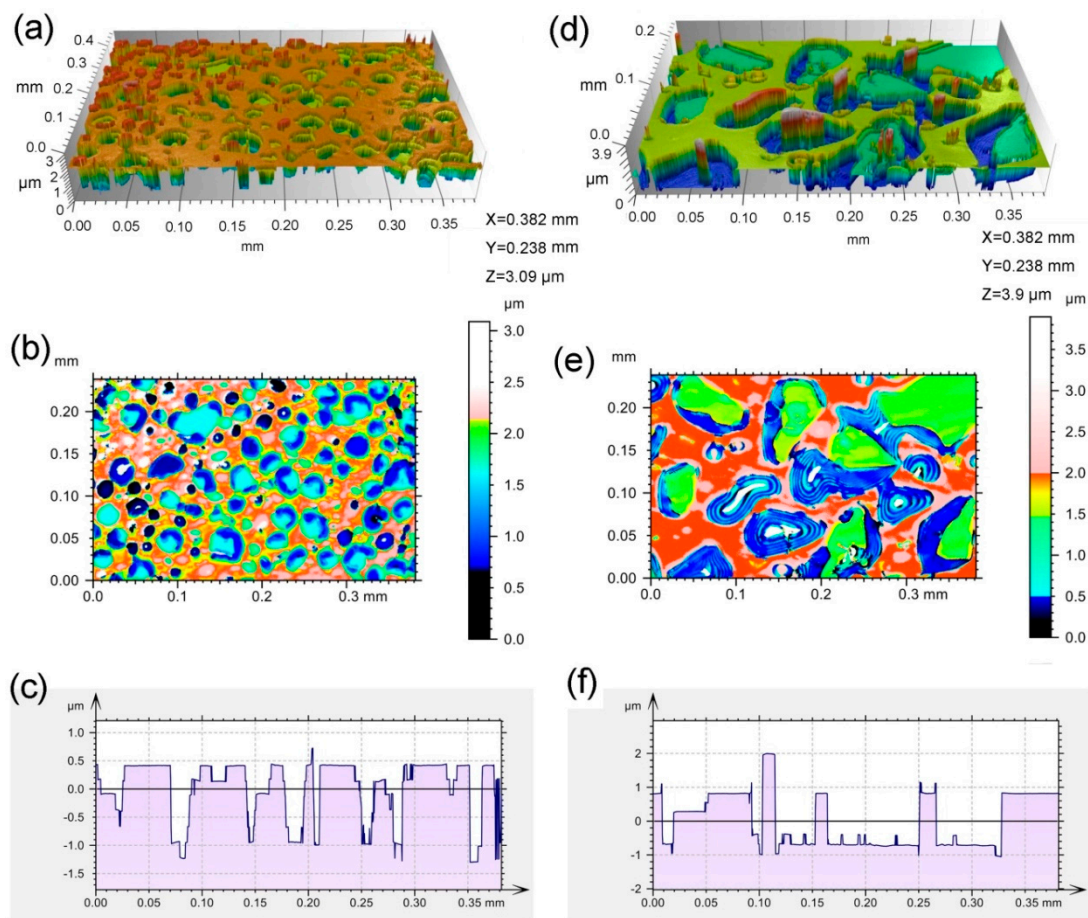 (a)
0.4
0.3
0.2
mm
0.1
0.0
3
µm 2
1
0
0.00 0.05 0.10 0.15 0.20 0.25 0.30 0.35
mm
X=0.382 mm
Y=0.238 mm
Z=3.09 µm
(d)
0.2
0.1
mm
0.0
3.9
µm
0
0.00 0.05 0.10 0.15 0.20 0.25 0.30 0.35
mm
X=0.382 mm
Y=0.238 mm
Z=3.9 µm
(b)
mm
0.20
0.15
0.10
0.05
0.00
0.0 0.1 0.2 0.3 mm
µm
3.0
2.5
2.0
1.5
1.0
0.5
0.0
(e)
mm
0.20
0.15
0.10
0.05
0.00
0.0 0.1 0.2 0.3 mm
µm
3.5
3.0
2.5
2.0
1.5
1.0
0.5
0.0
(c)
µm
1.0
0.5
0.0
-0.5
-1.0
-1.5
0.00 0.05 0.10 0.15 0.20 0.25 0.30 0.35 mm
(f)
µm
2
1
0
-1
-2
0.00 0.05 0.10 0.15 0.20 0.25 0.30 0.35 mm